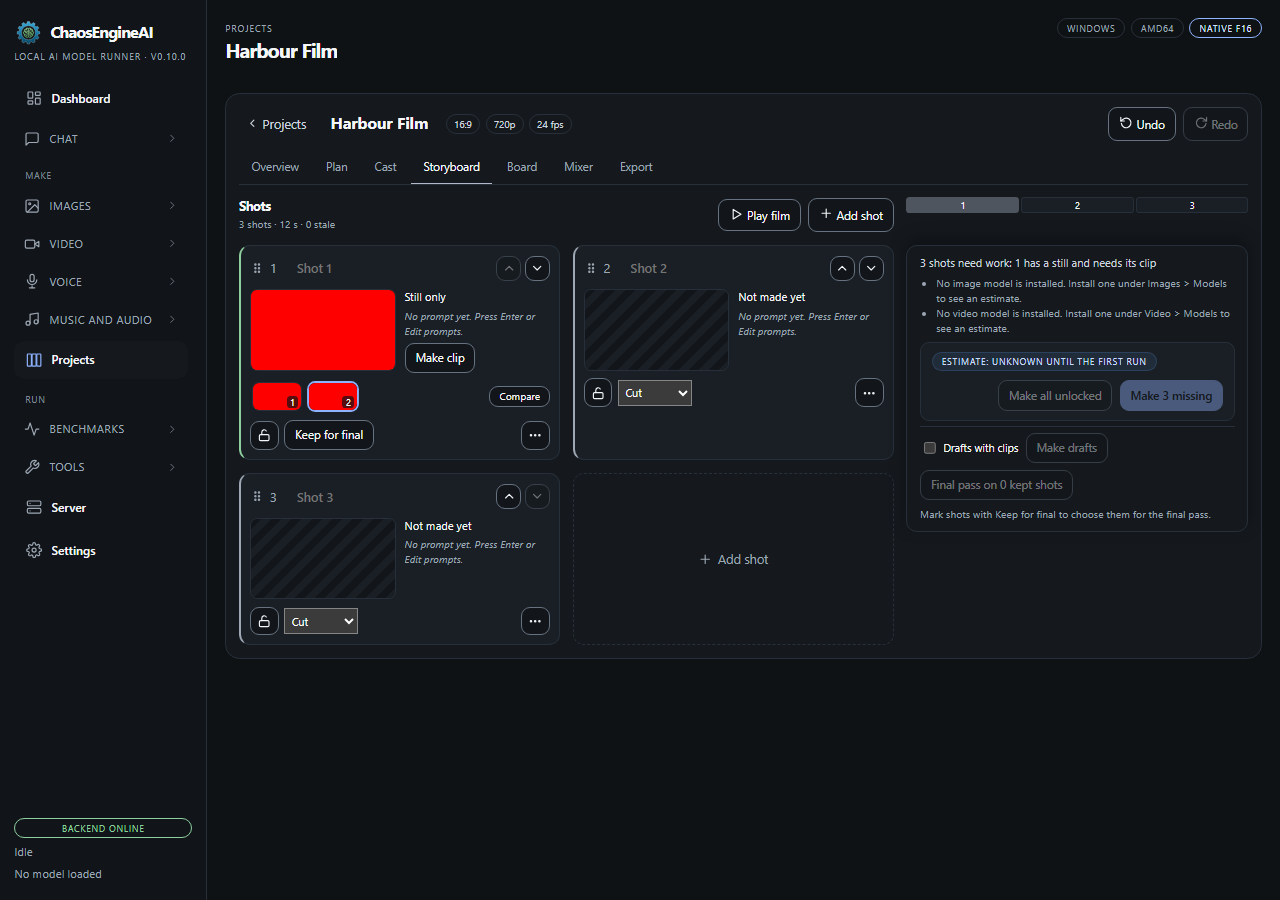 ChaosEngineAI
LOCAL AI MODEL RUNNER · V0.10.0
Dashboard
CHAT
MAKE
IMAGES
VIDEO
VOICE
MUSIC AND AUDIO
Projects
RUN
BENCHMARKS
TOOLS
Server
Settings
BACKEND ONLINE
Idle
No model loaded
PROJECTS
Harbour Film
WINDOWS
AMD64
NATIVE F16
Projects
Harbour Film
16:9
720p
24 fps
Undo
Redo
Overview
Plan
Cast
Storyboard
Board
Mixer
Export
Shots
3 shots · 12 s · 0 stale
Play film
Add shot
1
2
3
1
Shot 1
Still only
No prompt yet. Press Enter or
Edit prompts.
Make clip
1
2
Compare
Keep for final
2
Shot 2
Not made yet
No prompt yet. Press Enter or
Edit prompts.
Cut
3
Shot 3
Not made yet
No prompt yet. Press Enter or
Edit prompts.
Cut
Add shot
3 shots need work: 1 has a still and needs its clip
No image model is installed. Install one under Images > Models
to see an estimate.
No video model is installed. Install one under Video > Models to
see an estimate.
ESTIMATE: UNKNOWN UNTIL THE FIRST RUN
Make all unlocked
Make 3 missing
Drafts with clips
Make drafts
Final pass on 0 kept shots
Mark shots with Keep for final to choose them for the final pass.